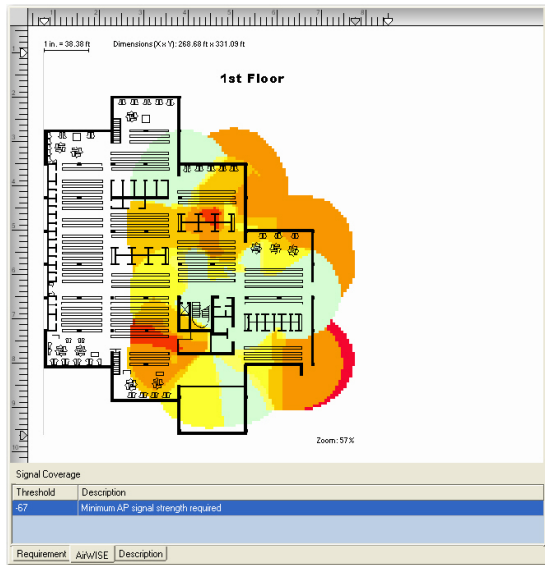 1 in. = 38.38 ft Dimensions (X x Y): 268.68 ft x 331.09 ft
1st Floor
Zoom: 57%
Signal Coverage
Threshold Description
-67 Minimum AP signal strength required
Requirement AirWISE Description